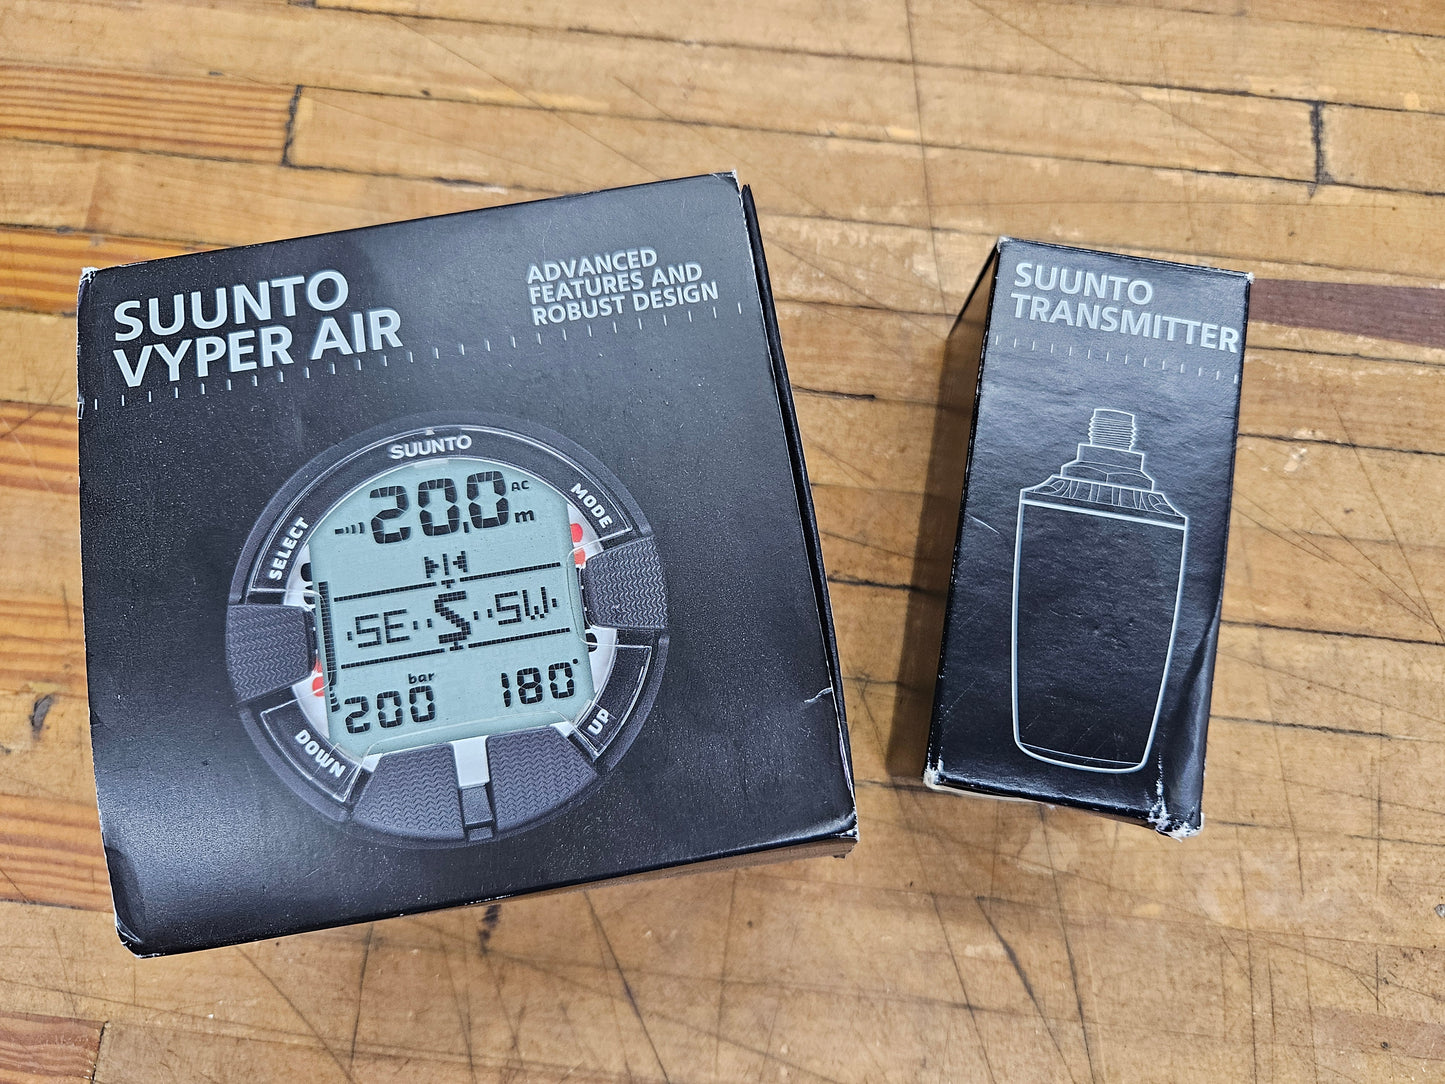 SUUNTO
VYPER AIR
ADVANCED
FEATURES AND
ROBUST DESIGN
SUUNTO
SELECT
MODE
20.0 AC
m
SE S SW
bar
200
180°
DOWN
UP
SUUNTO
TRANSMITTER